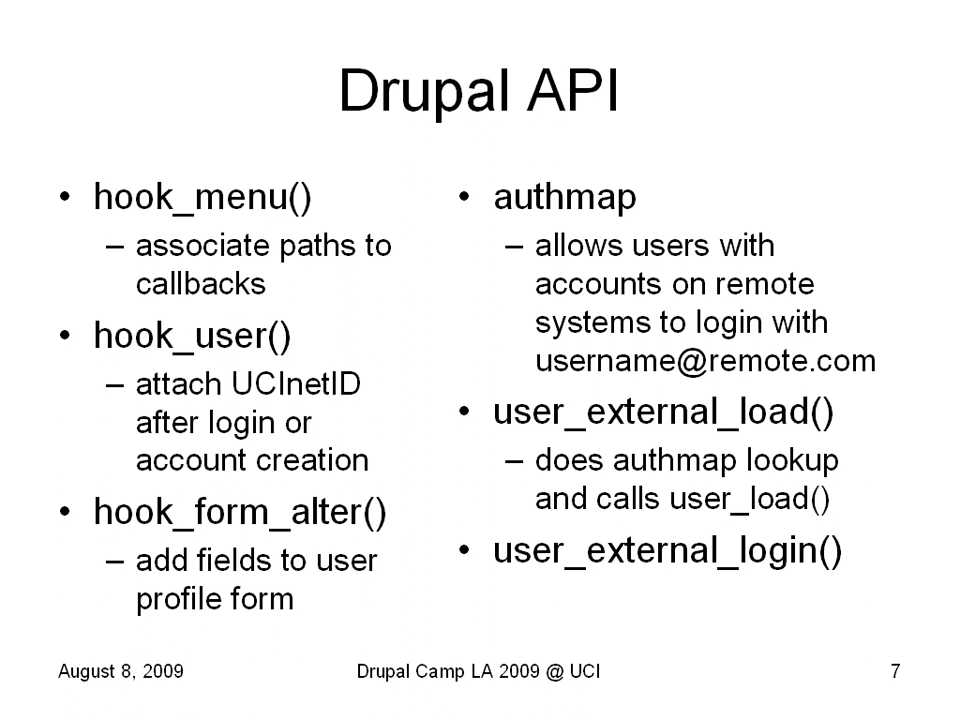 Drupal API
• hook_menu()
– associate paths to
callbacks
• hook_user()
– attach UCInetID
after login or
account creation
• hook_form_alter()
– add fields to user
profile form
• authmap
– allows users with
accounts on remote
systems to login with
username@remote.com
• user_external_load()
– does authmap lookup
and calls user_load()
• user_external_login()
August 8, 2009
Drupal Camp LA 2009 @ UCI
7